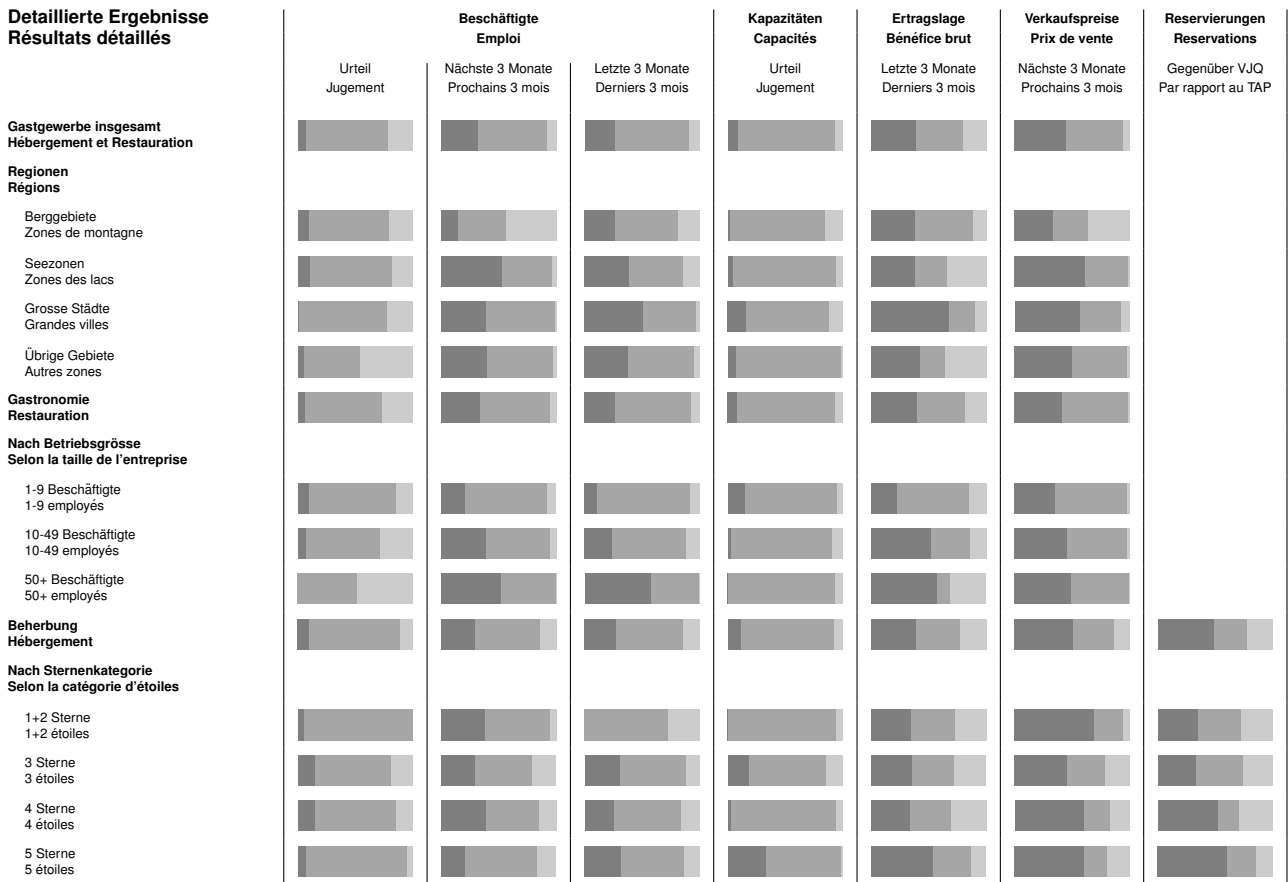 Detaillierte Ergebnisse
Résultats détaillés
Beschäftigte
Emploi
Kapazitäten
Capacités
Ertragslage
Bénéfice brut
Verkaufspreise
Prix de vente
Reservierungen
Reservations
Urteil
Jugement
Nächste 3 Monate
Prochains 3 mois
Letzte 3 Monate
Derniers 3 mois
Urteil
Jugement
Letzte 3 Monate
Derniers 3 mois
Nächste 3 Monate
Prochains 3 mois
Gegenüber VJQ
Par rapport au TAP
Gastgewerbe insgesamt
Hébergement et Restauration
Regionen
Régions
Berggebiete
Zones de montagne
Seezonen
Zones des lacs
Grosse Städte
Grandes villes
Übrige Gebiete
Autres zones
Gastronomie
Restauration
Nach Betriebsgrösse
Selon la taille de l'entreprise
1-9 Beschäftigte
1-9 employés
10-49 Beschäftigte
10-49 employés
50+ Beschäftigte
50+ employés
Beherbung
Hébergement
Nach Sternenkategorie
Selon la catégorie d'étoiles
1+2 Sterne
1+2 étoiles
3 Sterne
3 étoiles
4 Sterne
4 étoiles
5 Sterne
5 étoiles